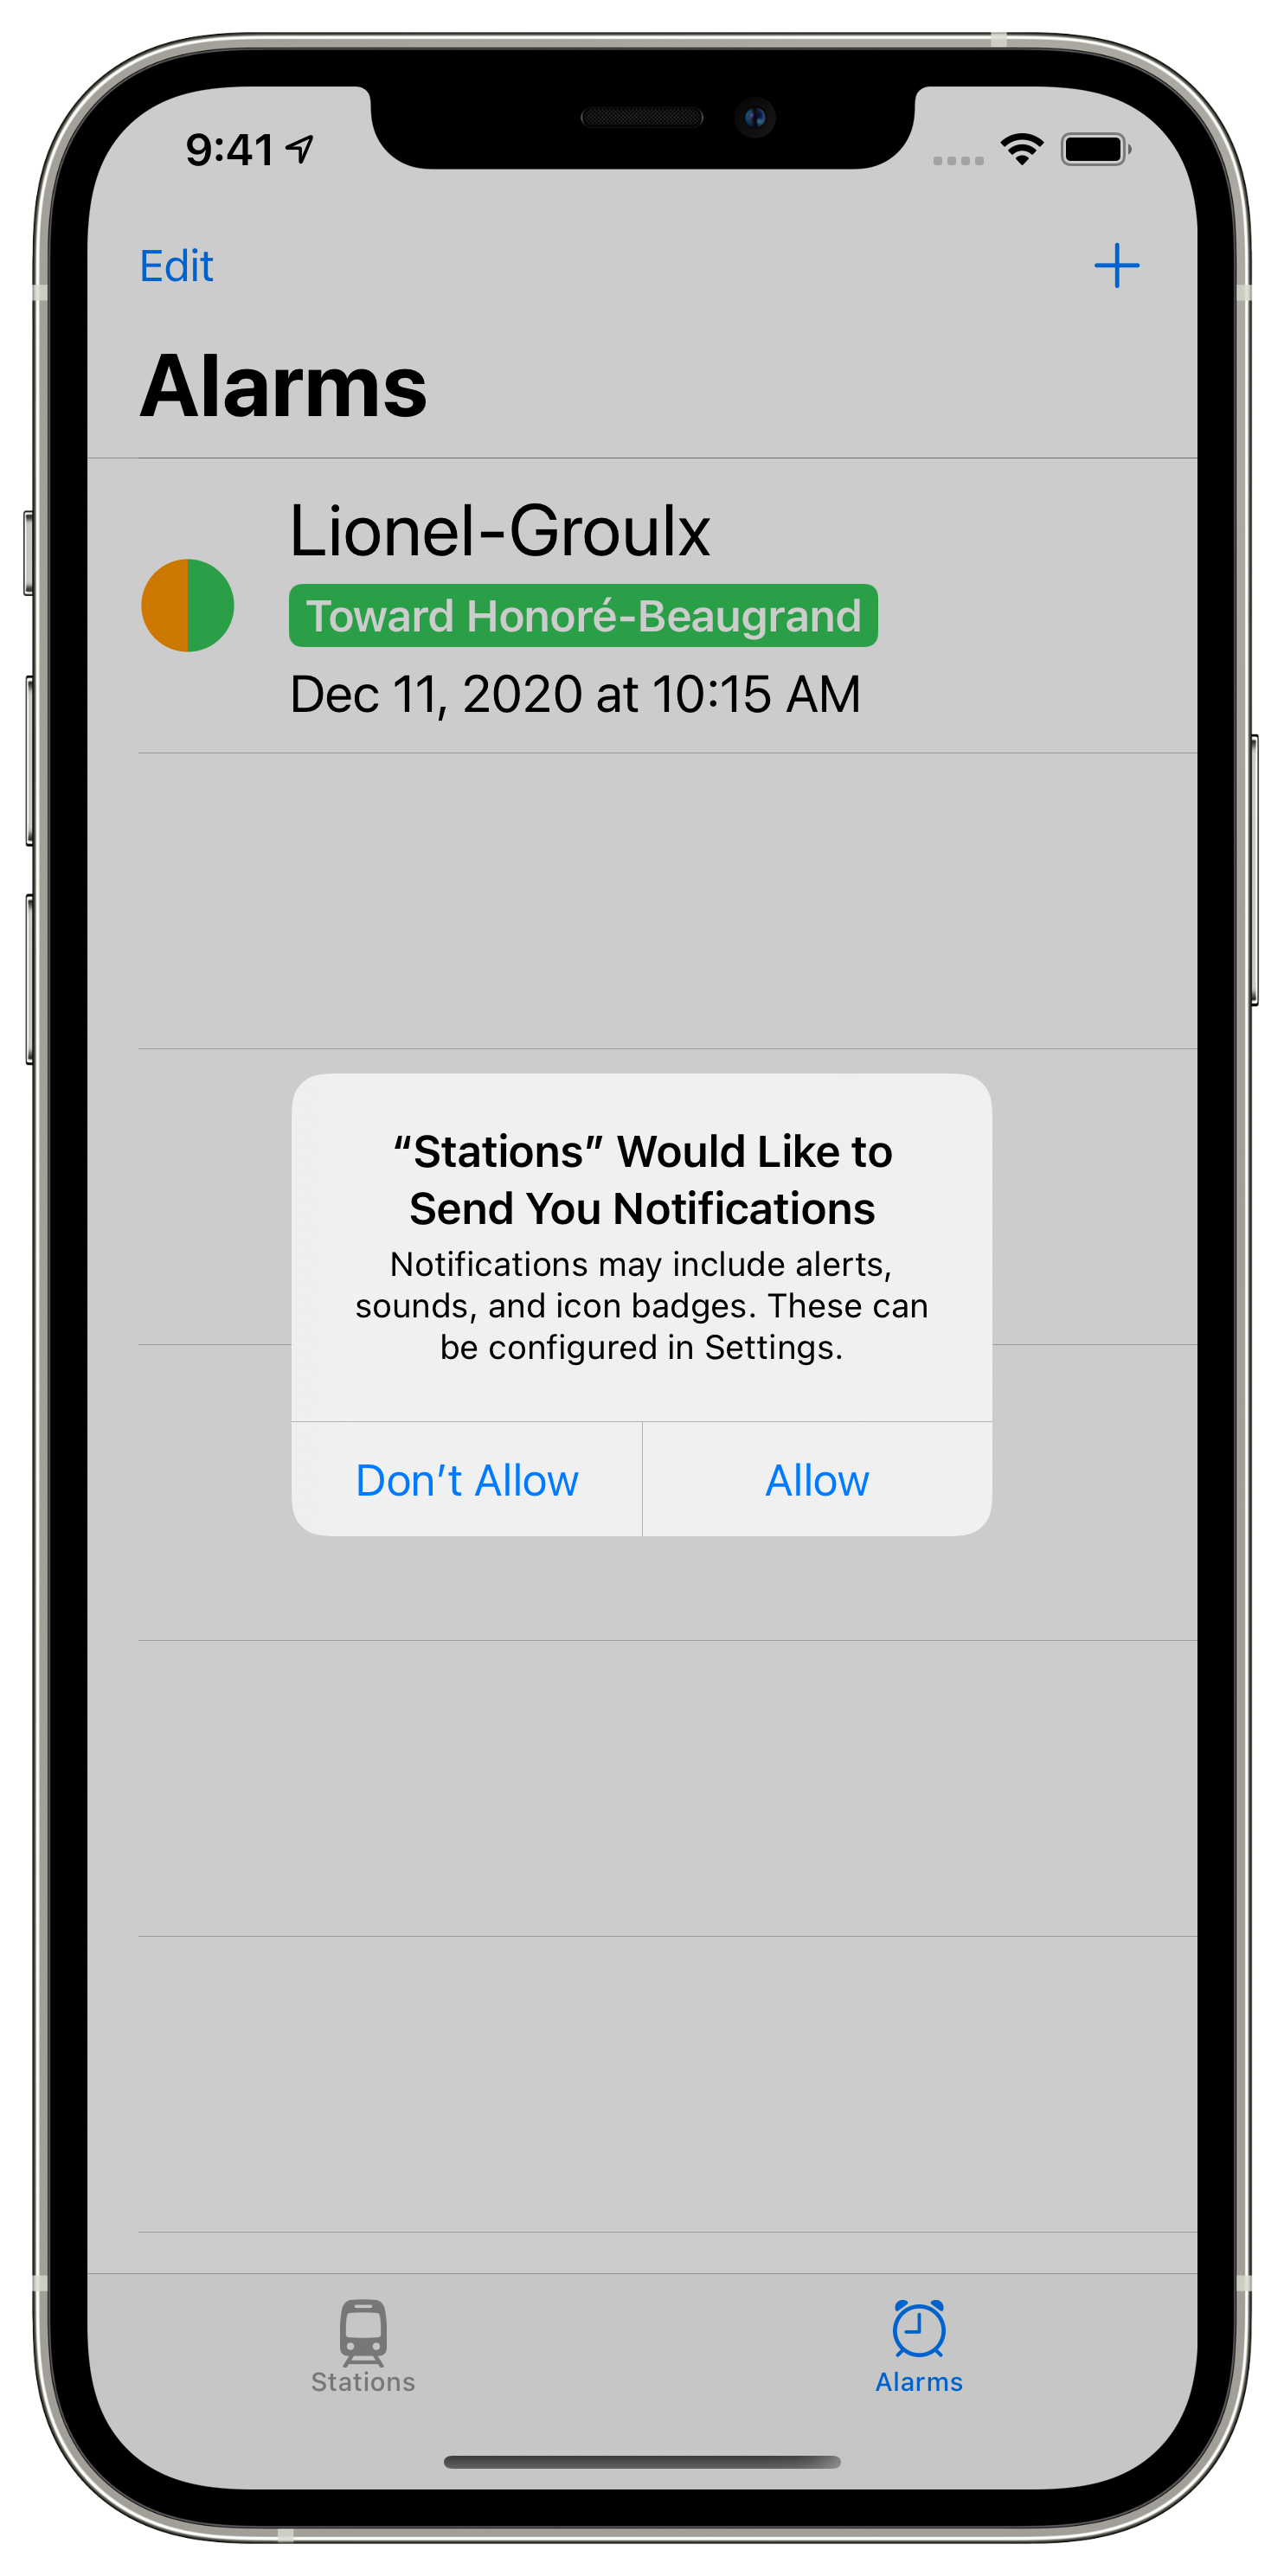 9:41
Edit
Alarms
Lionel-Groulx
Toward Honoré-Beaugrand
Dec 11, 2020 at 10:15 AM
“Stations” Would Like to
Send You Notifications
Notifications may include alerts,
sounds, and icon badges. These can
be configured in Settings.
Don’t Allow
Allow
Stations
Alarms